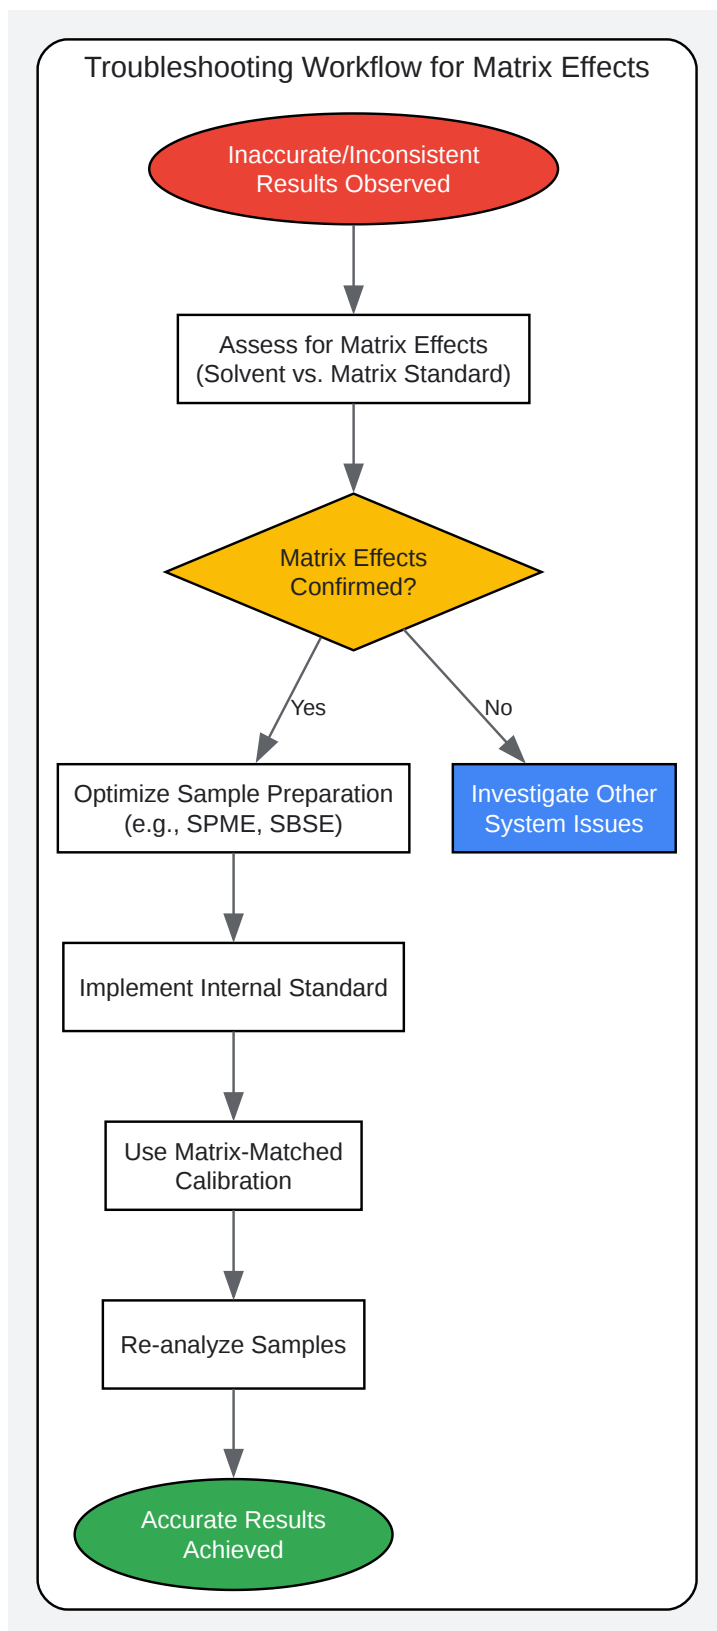 Troubleshooting Workflow for Matrix Effects
Inaccurate/Inconsistent
Results Observed
Assess for Matrix Effects
(Solvent vs. Matrix Standard)
Matrix Effects
Confirmed?
Yes
No
Optimize Sample Preparation
(e.g., SPME, SBSE)
Investigate Other
System Issues
Implement Internal Standard
Use Matrix-Matched
Calibration
Re-analyze Samples
Accurate Results
Achieved